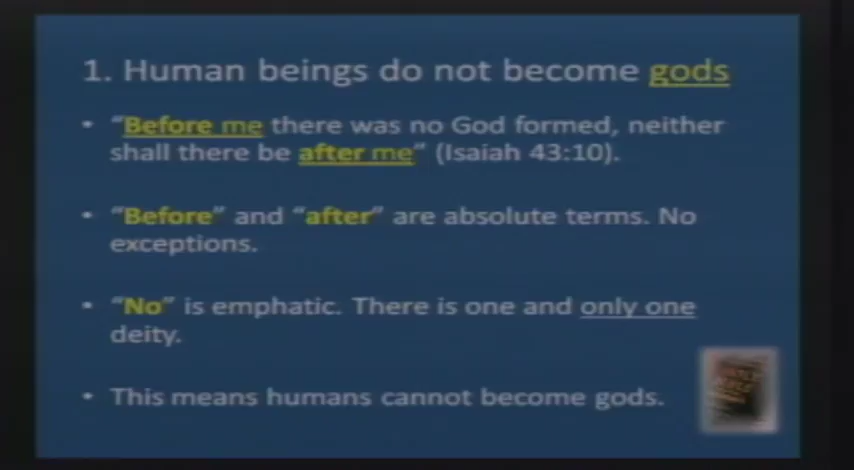 1. Human beings do not become gods
• “Before me there was no God formed, neither
shall there be after me” (Isaiah 43:10).
• “Before” and “after” are absolute terms. No
exceptions.
• “No” is emphatic. There is one and only one
deity.
• This means humans cannot become gods.